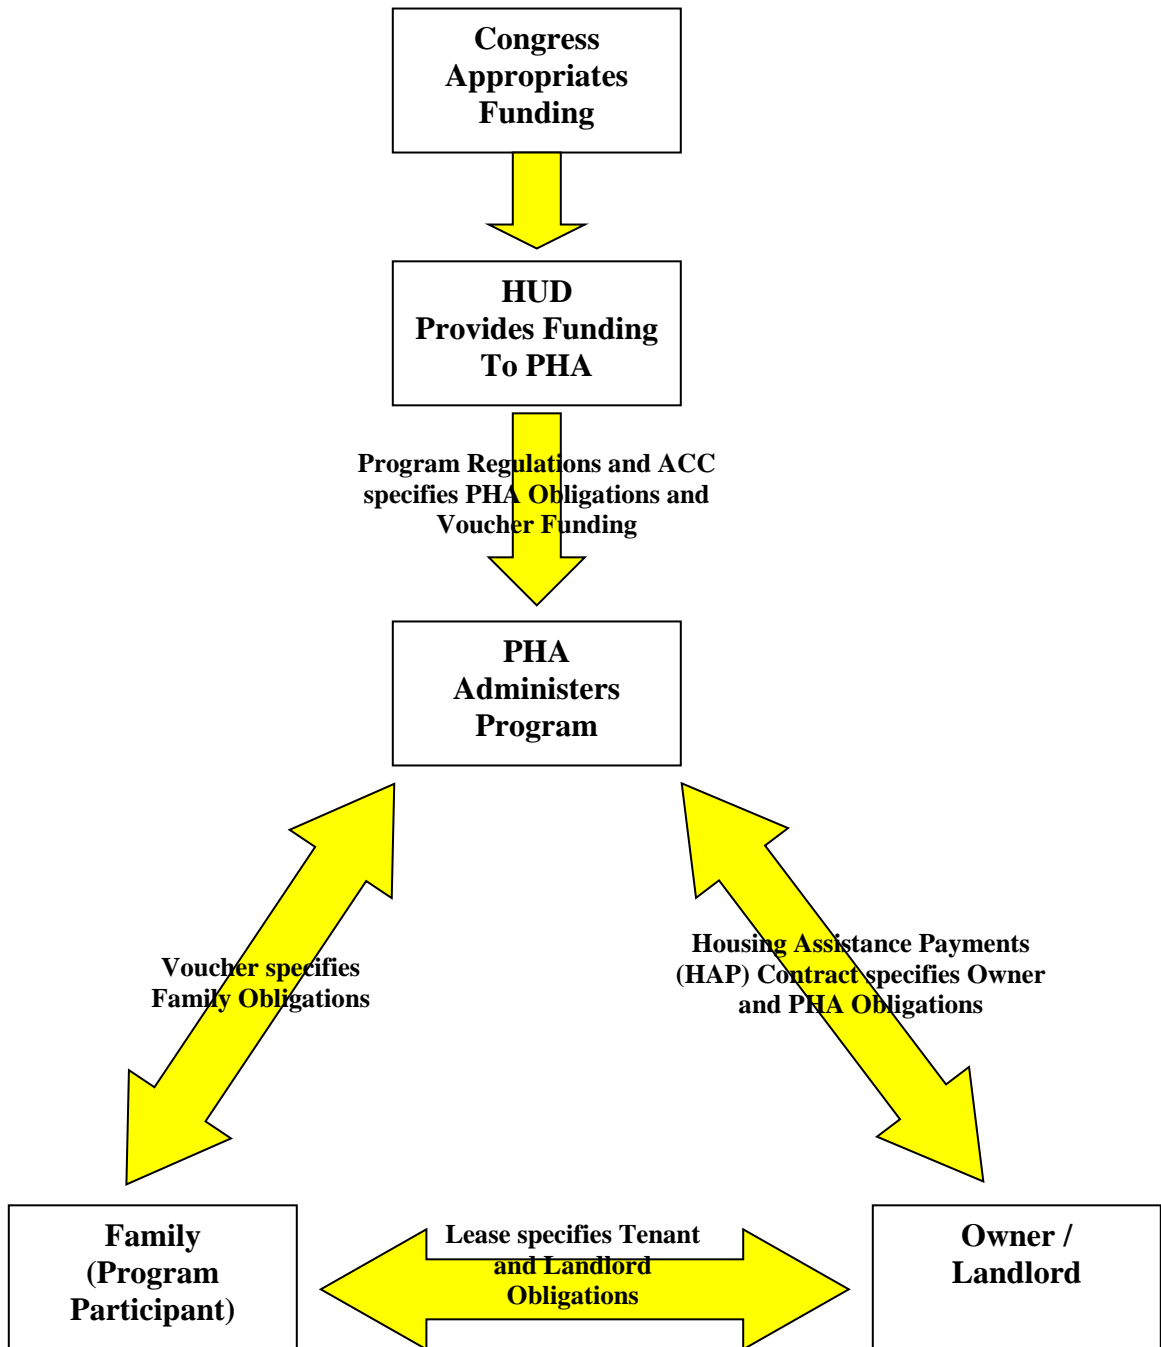 Congress
Appropriates
Funding
HUD
Provides Funding
To PHA
Program Regulations and ACC
specifies PHA Obligations and
Voucher Funding
PHA
Administers
Program
Voucher specifies
Family Obligations
Housing Assistance Payments
(HAP) Contract specifies Owner
and PHA Obligations
Family
(Program
Participant)
Lease specifies Tenant
and Landlord
Obligations
Owner /
Landlord